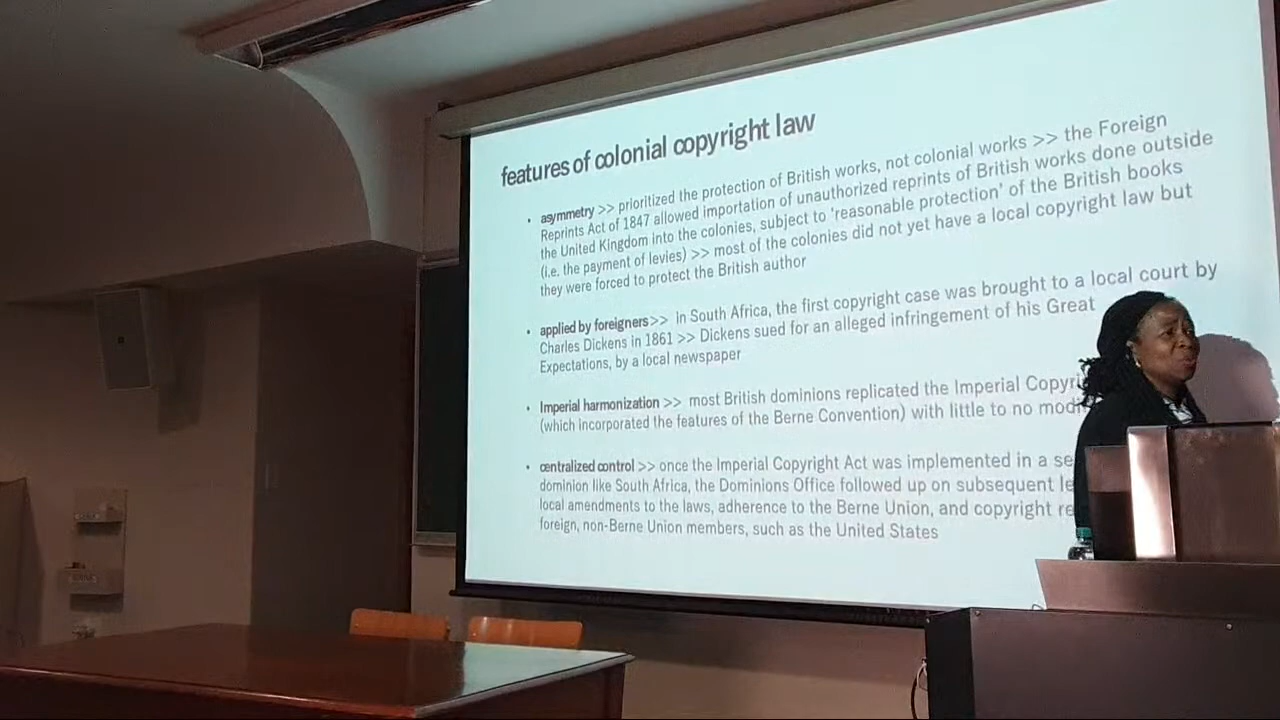 features of colonial copyright law
• asymmetry >> prioritized the protection of British works, not colonial works >> the Foreign
Reprints Act of 1847 allowed importation of unauthorized reprints of British works done outside
the United Kingdom into the colonies, subject to 'reasonable protection' of the British books
(i.e. the payment of levies) >> most of the colonies did not yet have a local copyright law but
they were forced to protect the British author
• applied by foreigners>> in South Africa, the first copyright case was brought to a local court by
Charles Dickens in 1861 >> Dickens sued for an alleged infringement of his Great
Expectations, by a local newspaper
• Imperial harmonization >> most British dominions replicated the Imperial
(which incorporated the features of the Berne Convention) with little to no
• centralized control >> once the Imperial Copyright Act was implemented in a
dominion like South Africa, the Dominions Office followed up on subsequent
local amendments to the laws, adherence to the Berne Union, and copyright
foreign, non-Berne Union members, such as the United States